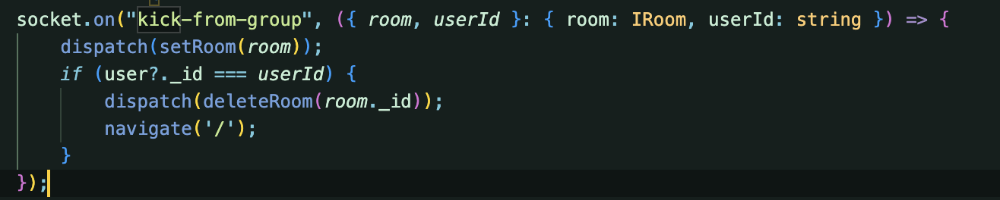 socket.on("kick-from-group", ({ room, userId }: { room: IRoom, userId: string }) => {
    dispatch(setRoom(room));
    if (user?._id === userId) {
        dispatch(deleteRoom(room._id));
        navigate('/');
    }
});